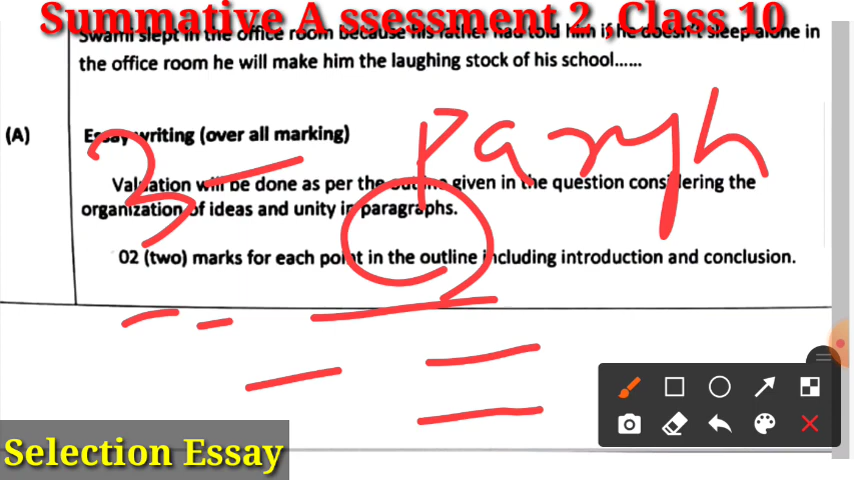 Summative A ssessment 2 ,Class 10
Swami slept in the office room because his father had told him if he doesn't sleep alone in
the office room he will make him the laughing stock of his school......
(A) Essay writing (over all marking)
Valuation will be done as per the outline given in the question considering the
organization of ideas and unity in paragraphs.
02 (two) marks for each point in the outline including introduction and conclusion.
3
Selection Essay